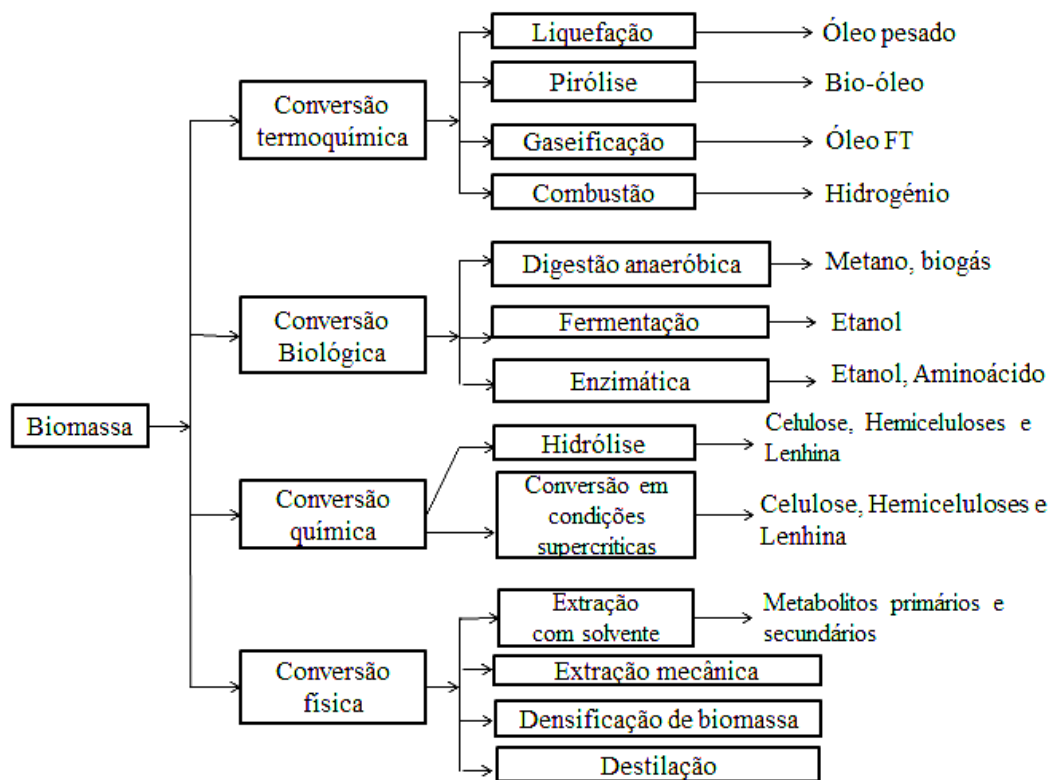 Liquefação
Óleo pesado
Pirólise
Bio-óleo
Conversão
termoquímica
Gaseificação
Óleo FT
Combustão
Hidrogénio
Digestão anaeróbica
Metano, biogás
Conversão
Biológica
Fermentação
Etanol
Enzimática
Etanol, Aminoácido
Biomassa
Hidrólise
Celulose, Hemiceluloses e
Lenhina
Conversão
química
Conversão em
condições
supercríticas
Celulose, Hemiceluloses e
Lenhina
Extração
com solvente
Metabolitos primários e
secundários
Conversão
física
Extração mecânica
Densificação de biomassa
Destilação